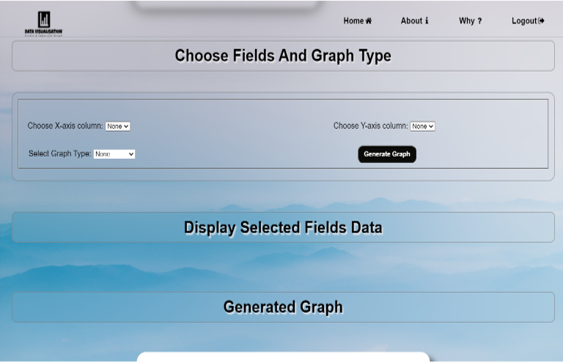 DATA VISUALISATION
Home
About i
Why ?
Logout
Choose Fields And Graph Type
Choose X-axis column: None
Choose Y-axis column: None
Select Graph Type: None
Generate Graph
Display Selected Fields Data
Generated Graph